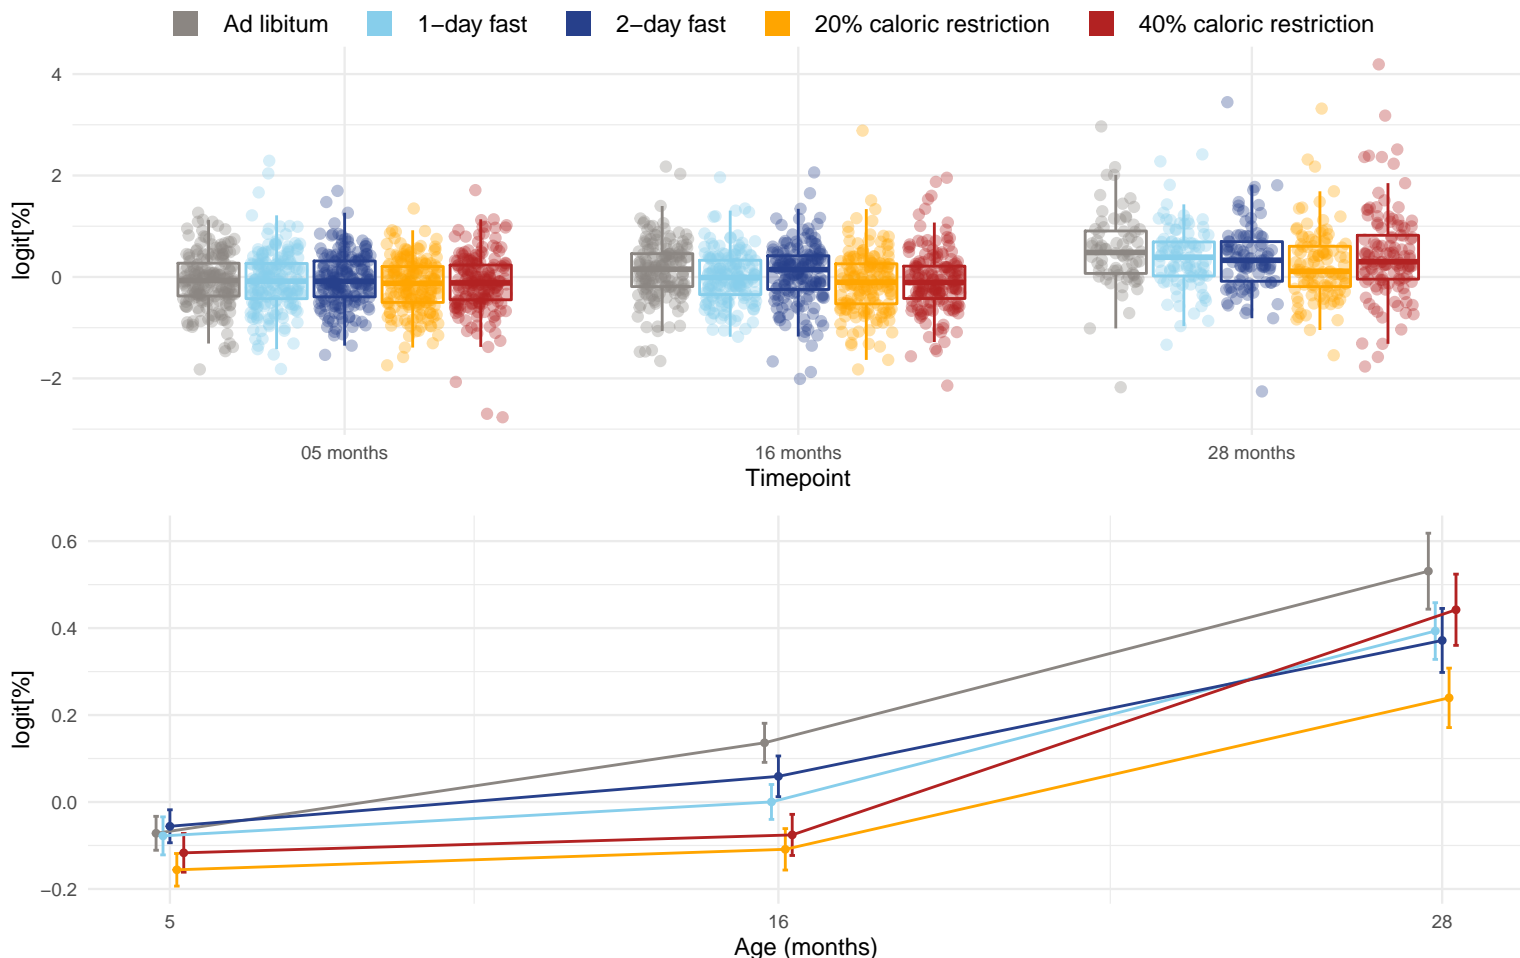 Ad libitum 1−day fast 2−day fast 20% caloric restriction 40% caloric restriction
4
2
0
−2
logit[%]
05 months 16 months 28 months
Timepoint
0.6
0.4
0.2
0.0
−0.2
logit[%]
5 16 28
Age (months)